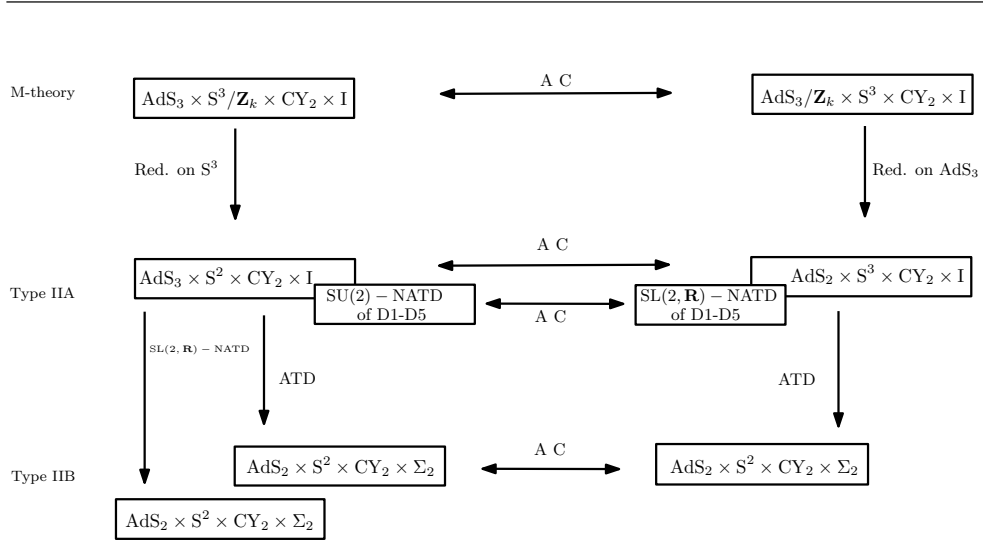 A C
M-theory
AdS₃ × S³/Z_k × CY₂ × I
AdS₃/Z_k × S³ × CY₂ × I
Red. on S³
Red. on AdS₃
A C
AdS₃ × S² × CY₂ × I
AdS₂ × S³ × CY₂ × I
Type IIA
SU(2) − NATD
of D1-D5
A C
SL(2, R) − NATD
of D1-D5
SL(2, R) − NATD
ATD
ATD
A C
AdS₂ × S² × CY₂ × Σ₂
AdS₂ × S² × CY₂ × Σ₂
Type IIB
AdS₂ × S² × CY₂ × Σ₂